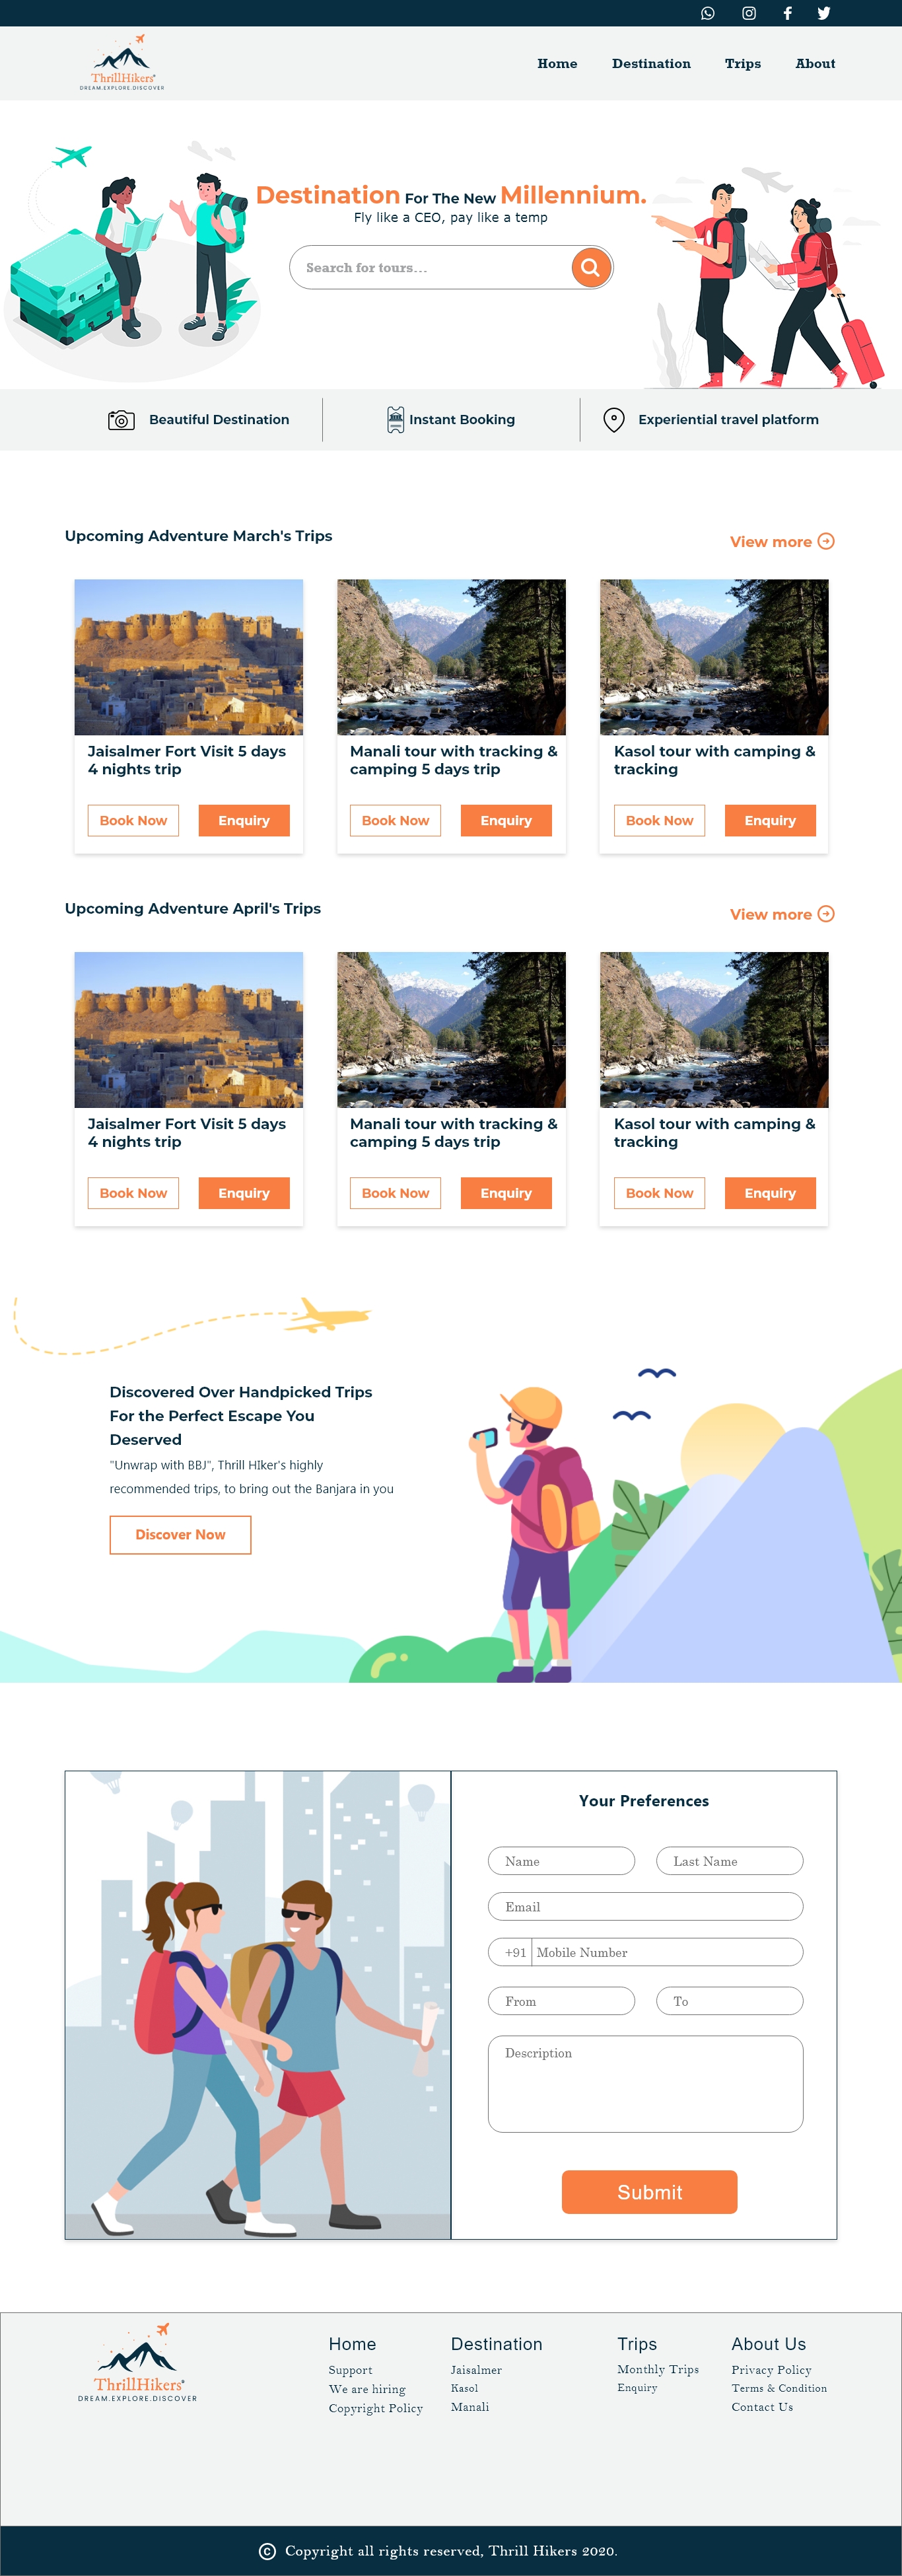 Home Destination Trips About
ThrillHikers®
DREAM.EXPLORE.DISCOVER
Destination For The New Millennium.
Fly like a CEO, pay like a temp
Search for tours...
Beautiful Destination Instant Booking Experiential travel platform
Upcoming Adventure March's Trips
View more
Jaisalmer Fort Visit 5 days
4 nights trip
Book Now Enquiry
Manali tour with tracking &
camping 5 days trip
Book Now Enquiry
Kasol tour with camping &
tracking
Book Now Enquiry
Upcoming Adventure April's Trips
View more
Jaisalmer Fort Visit 5 days
4 nights trip
Book Now Enquiry
Manali tour with tracking &
camping 5 days trip
Book Now Enquiry
Kasol tour with camping &
tracking
Book Now Enquiry
Discovered Over Handpicked Trips
For the Perfect Escape You
Deserved
"Unwrap with BBJ", Thrill HIker's highly
recommended trips, to bring out the Banjara in you
Discover Now
Your Preferences
Name Last Name
Email
+91 Mobile Number
From To
Description
Submit
ThrillHikers®
DREAM.EXPLORE.DISCOVER
Home
Support
We are hiring
Copyright Policy
Destination
Jaisalmer
Kasol
Manali
Trips
Monthly Trips
Enquiry
About Us
Privacy Policy
Terms & Condition
Contact Us
© Copyright all rights reserved, Thrill Hikers 2020.